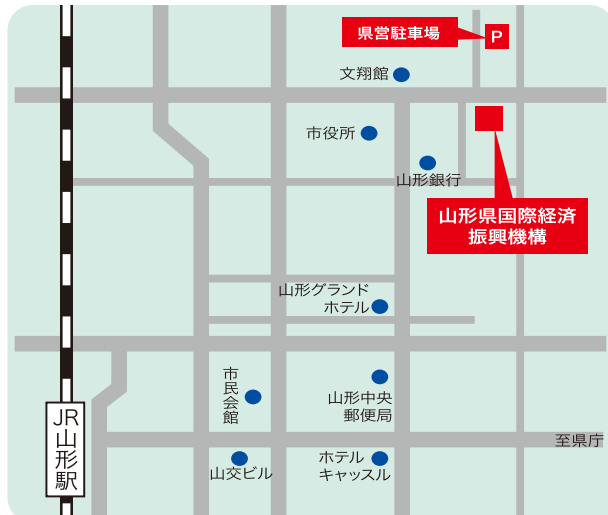 県営駐車場
P
文翔館
市役所
山形銀行
山形県国際経済
振興機構
山形グランド
ホテル
市民会館
山形中央
郵便局
JR山形駅
至県庁
山交ビル
ホテル
キャッスル